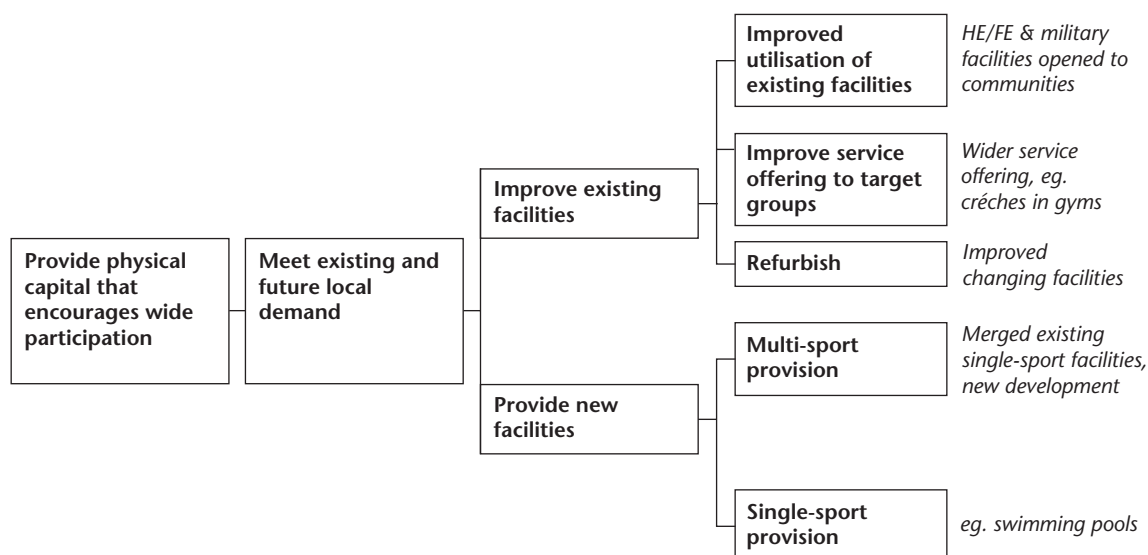 Provide physical
capital that
encourages wide
participation
Meet existing and
future local
demand
Improve existing
facilities
Improved
utilisation of
existing facilities
HE/FE & military
facilities opened to
communities
Improve service
offering to target
groups
Wider service
offering, eg.
créches in gyms
Refurbish
Improved
changing facilities
Provide new
facilities
Multi-sport
provision
Merged existing
single-sport facilities,
new development
Single-sport
provision
eg. swimming pools